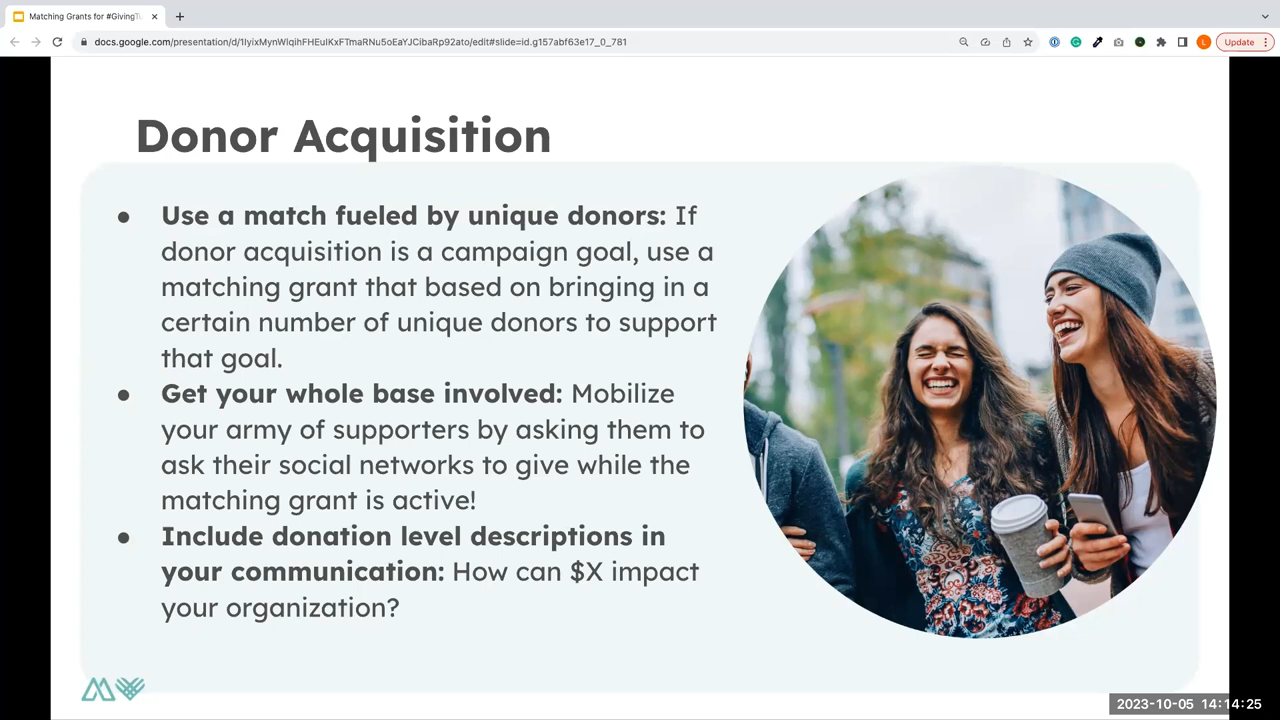 Matching Grants for #GivingTu
docs.google.com/presentation/d/1IyixMynWlqihFHEuIKxFTmaRNu5oEaYJCibaRp92ato/edit#slide=id.g157abf63e17_0_781
Update
Donor Acquisition
● Use a match fueled by unique donors: If
donor acquisition is a campaign goal, use a
matching grant that based on bringing in a
certain number of unique donors to support
that goal.
● Get your whole base involved: Mobilize
your army of supporters by asking them to
ask their social networks to give while the
matching grant is active!
● Include donation level descriptions in
your communication: How can $X impact
your organization?
2023-10-05 14:14:25